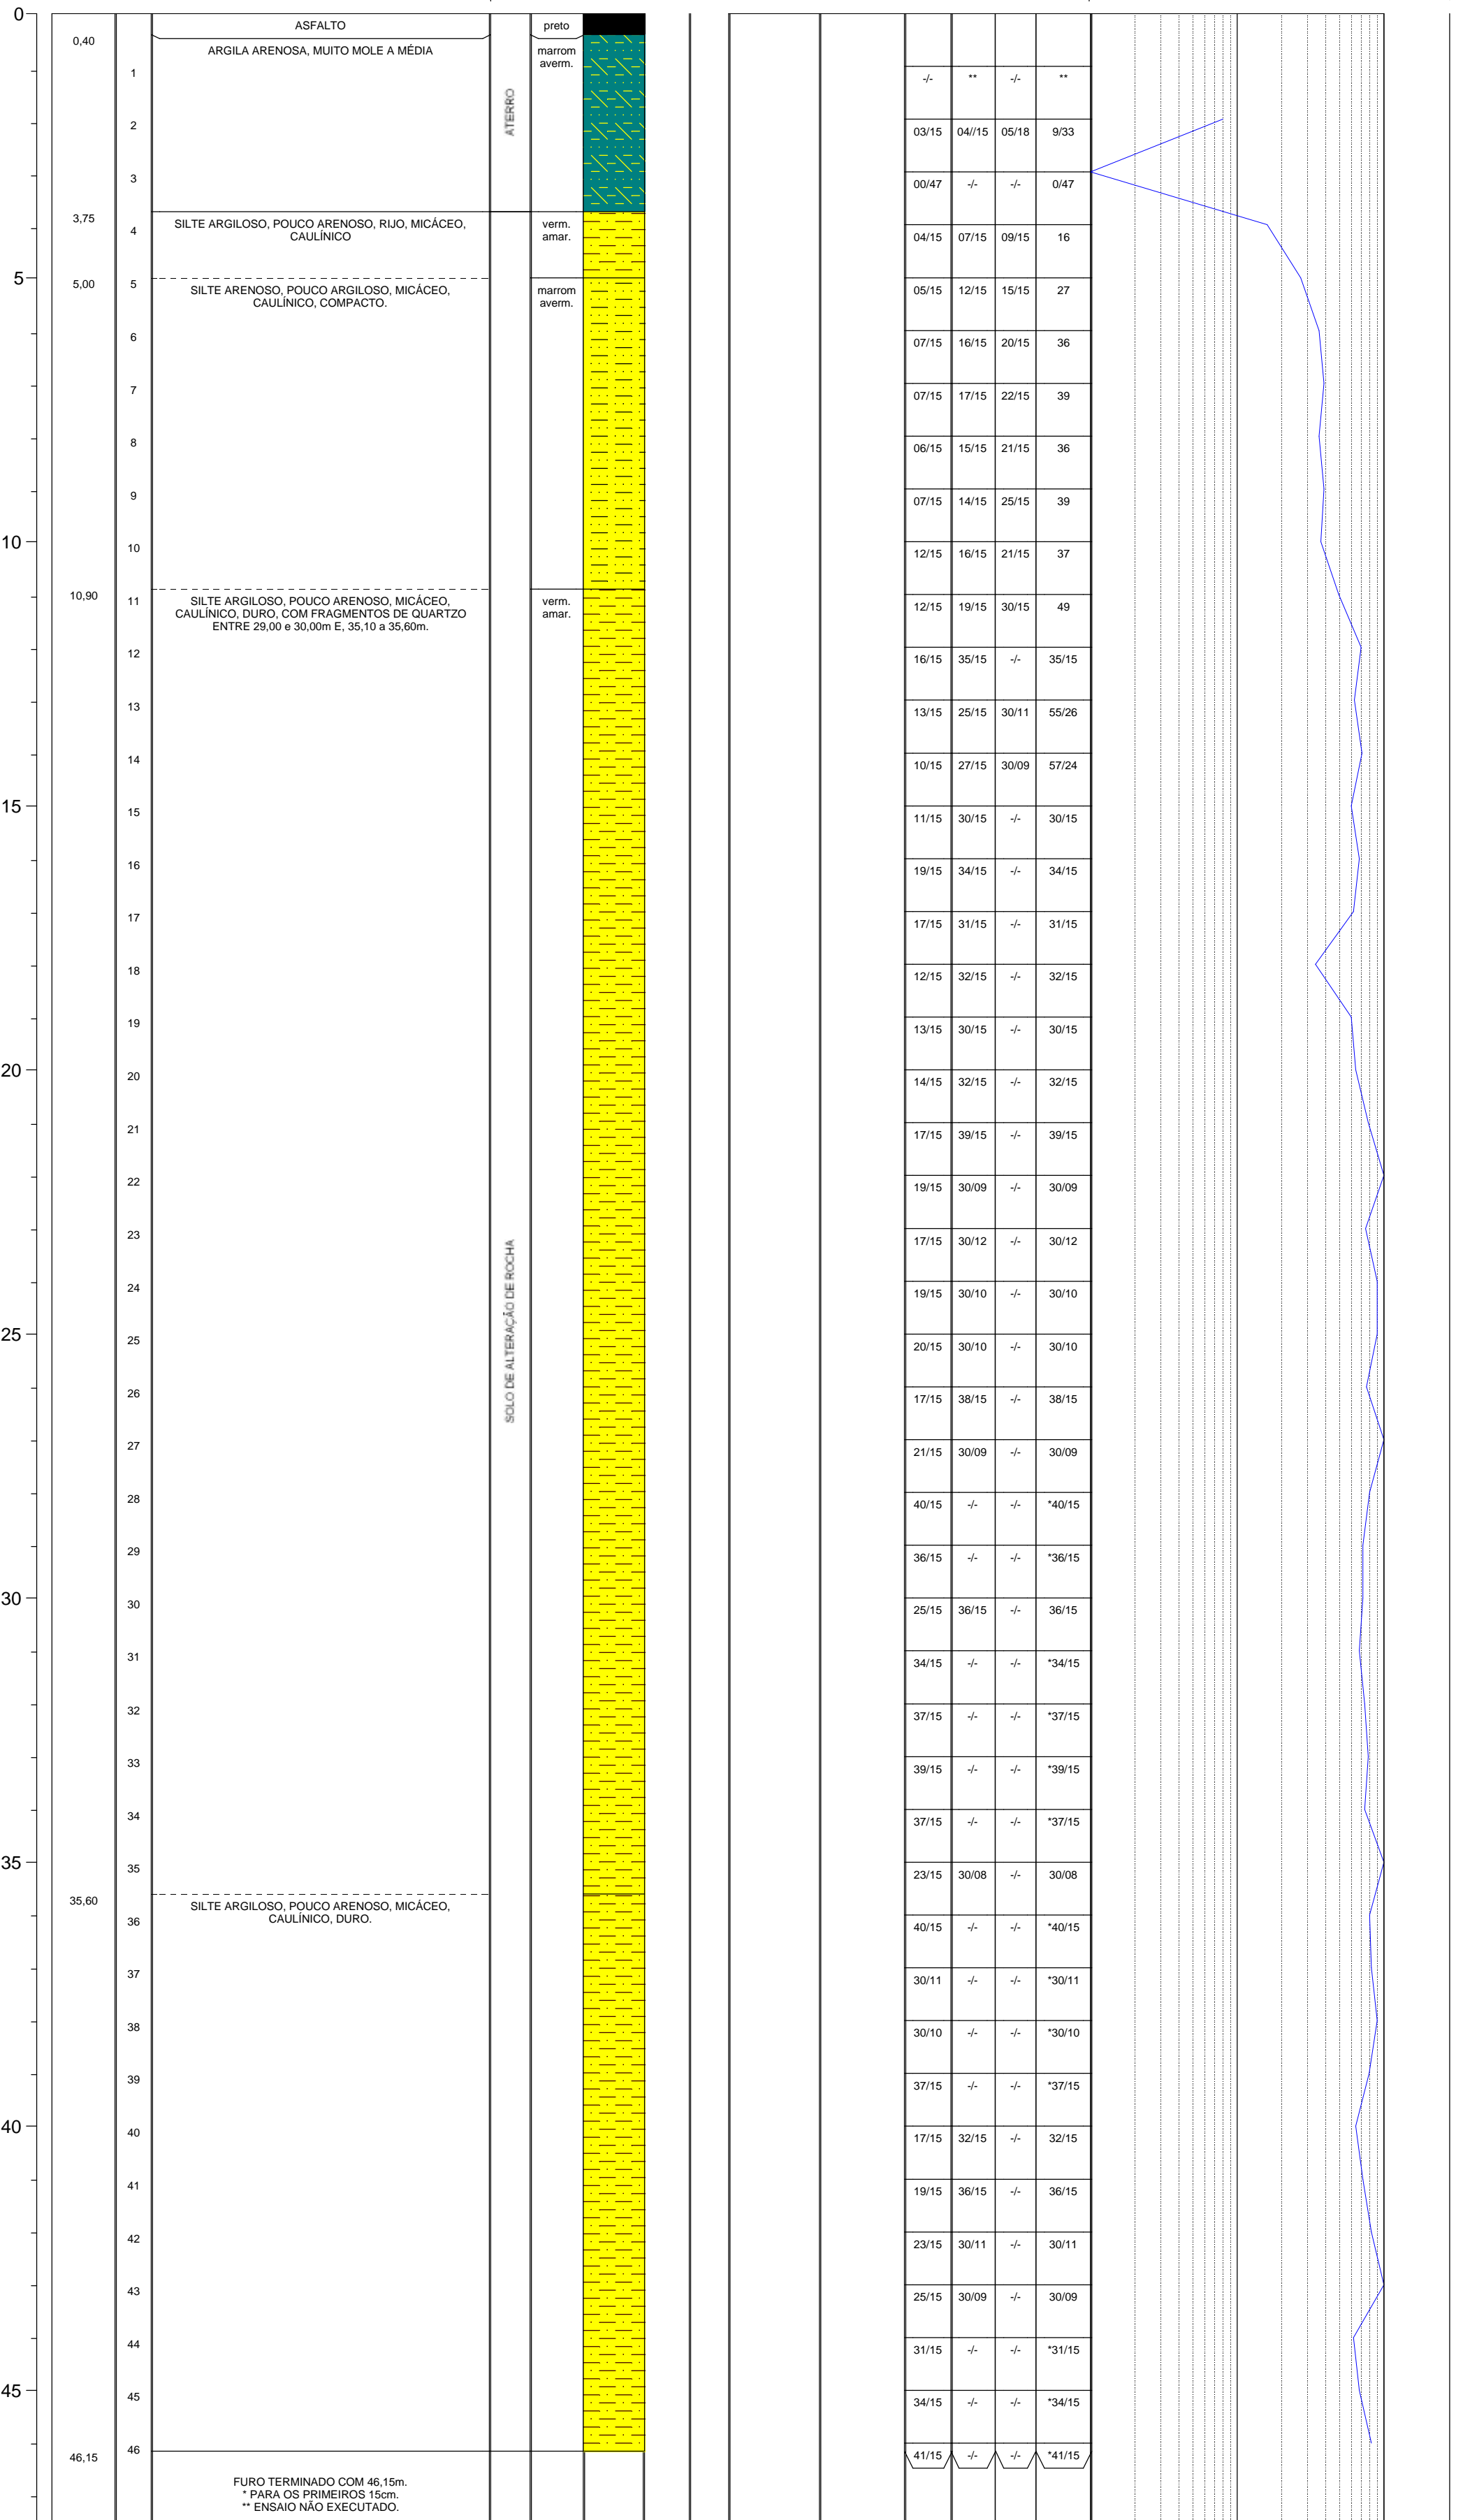 0
ASFALTO
preto
0,40
ARGILA ARENOSA, MUITO MOLE A MÉDIA
marrom
averm.
ATERRO
1
-/- ** -/- **
2
03/15 04//15 05/18 9/33
3
00/47 -/- -/- 0/47
3,75
SILTE ARGILOSO, POUCO ARENOSO, RIJO, MICÁCEO,
CAULÍNICO
verm.
amar.
4
04/15 07/15 09/15 16
5
5,00
5
SILTE ARENOSO, POUCO ARGILOSO, MICÁCEO,
CAULÍNICO, COMPACTO.
marrom
averm.
05/15 12/15 15/15 27
6
07/15 16/15 20/15 36
7
07/15 17/15 22/15 39
8
06/15 15/15 21/15 36
9
07/15 14/15 25/15 39
10
10
12/15 16/15 21/15 37
10,90
11
SILTE ARGILOSO, POUCO ARENOSO, MICÁCEO,
CAULÍNICO, DURO, COM FRAGMENTOS DE QUARTZO
ENTRE 29,00 e 30,00m E, 35,10 a 35,60m.
verm.
amar.
12/15 19/15 30/15 49
12
16/15 35/15 -/- 35/15
13
13/15 25/15 30/11 55/26
14
10/15 27/15 30/09 57/24
15
15
11/15 30/15 -/- 30/15
16
19/15 34/15 -/- 34/15
17
17/15 31/15 -/- 31/15
18
12/15 32/15 -/- 32/15
19
13/15 30/15 -/- 30/15
20
20
14/15 32/15 -/- 32/15
21
17/15 39/15 -/- 39/15
22
19/15 30/09 -/- 30/09
23
17/15 30/12 -/- 30/12
SOLO DE ALTERAÇÃO DE ROCHA
24
19/15 30/10 -/- 30/10
25
25
20/15 30/10 -/- 30/10
26
17/15 38/15 -/- 38/15
27
21/15 30/09 -/- 30/09
28
40/15 -/- -/- *40/15
29
36/15 -/- -/- *36/15
30
30
25/15 36/15 -/- 36/15
31
34/15 -/- -/- *34/15
32
37/15 -/- -/- *37/15
33
39/15 -/- -/- *39/15
34
37/15 -/- -/- *37/15
35
35
23/15 30/08 -/- 30/08
35,60
SILTE ARGILOSO, POUCO ARENOSO, MICÁCEO,
CAULÍNICO, DURO.
36
40/15 -/- -/- *40/15
37
30/11 -/- -/- *30/11
38
30/10 -/- -/- *30/10
39
37/15 -/- -/- *37/15
40
40
17/15 32/15 -/- 32/15
41
19/15 36/15 -/- 36/15
42
23/15 30/11 -/- 30/11
43
25/15 30/09 -/- 30/09
44
31/15 -/- -/- *31/15
45
45
34/15 -/- -/- *34/15
46
46,15
41/15 -/- -/- *41/15
FURO TERMINADO COM 46,15m.
* PARA OS PRIMEIROS 15cm.
** ENSAIO NÃO EXECUTADO.